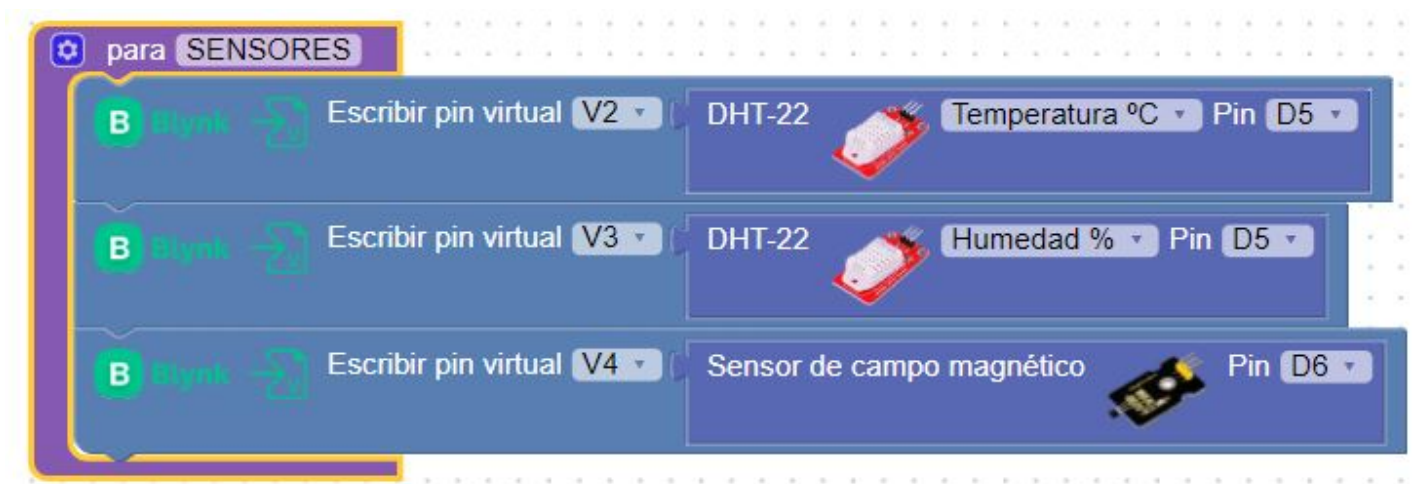 para SENSORES
B Blynk Escribir pin virtual V2 DHT-22 Temperatura ºC Pin D5
B Blynk Escribir pin virtual V3 DHT-22 Humedad % Pin D5
B Blynk Escribir pin virtual V4 Sensor de campo magnético Pin D6